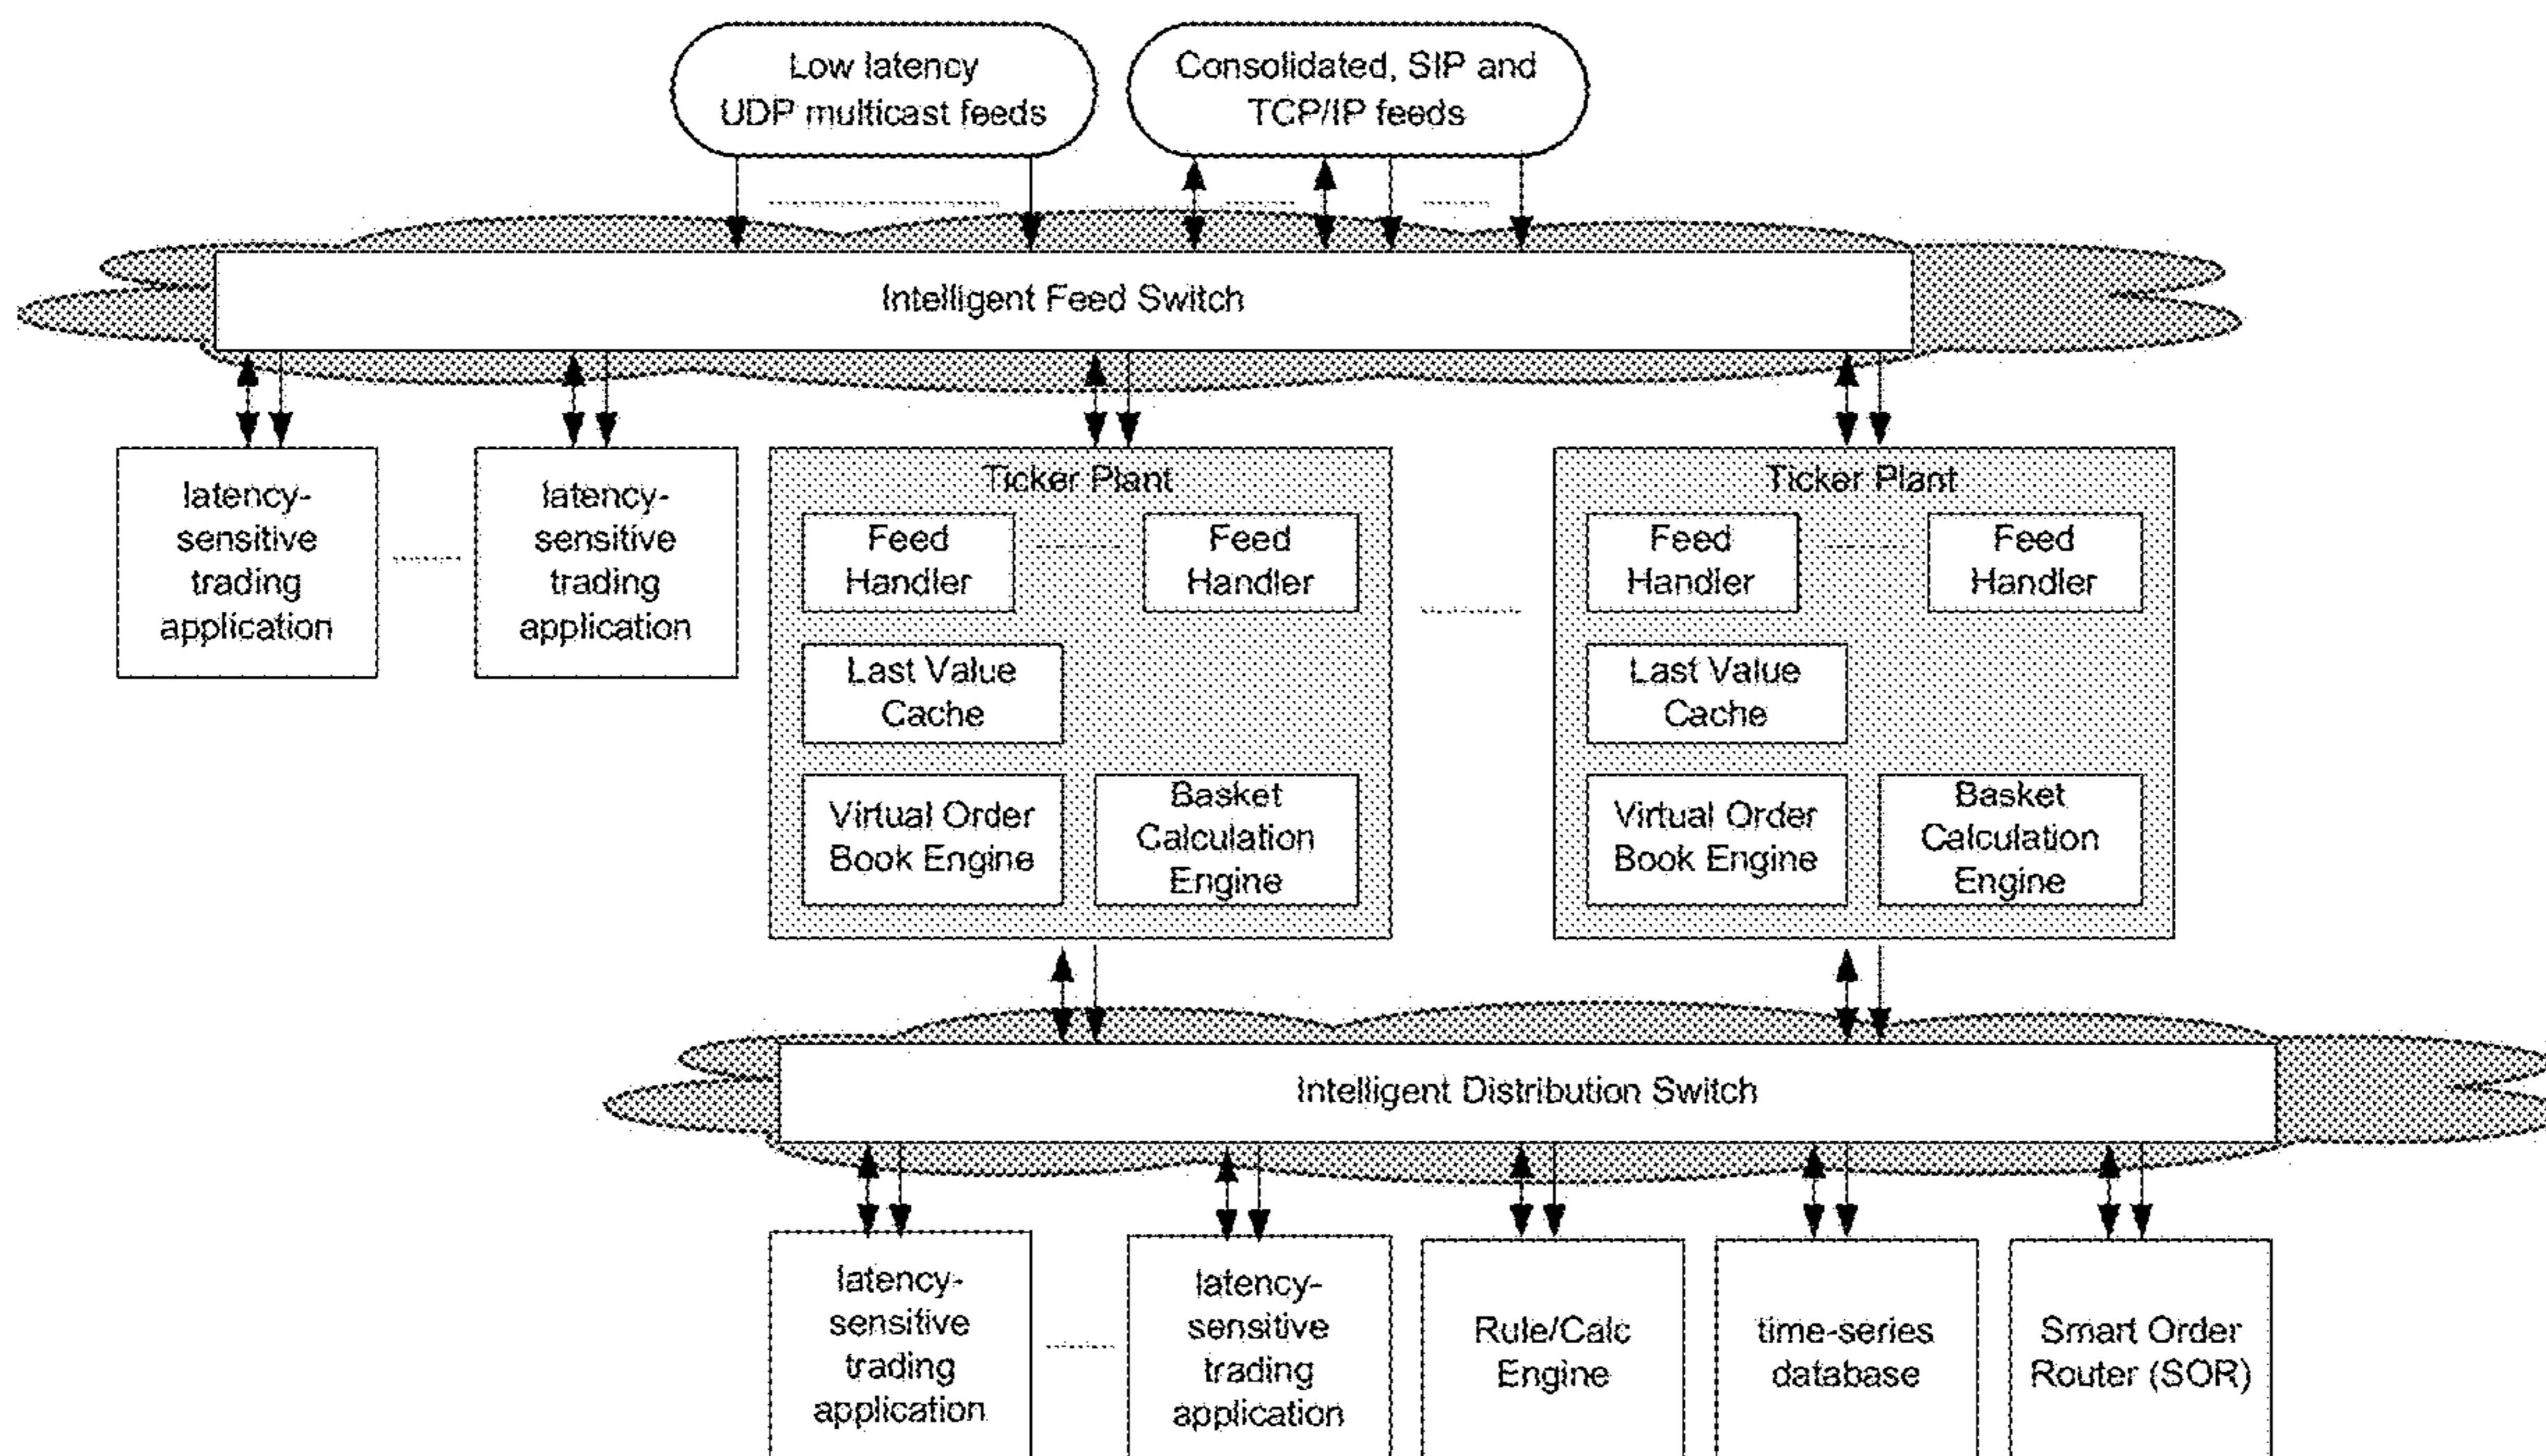 Low latency
UDP multicast feeds
Consolidated, SIP and
TCP/IP feeds
Intelligent Feed Switch
latency-
sensitive
trading
application
latency-
sensitive
trading
application
Ticker Plant
Feed
Handler
Feed
Handler
Last Value
Cache
Virtual Order
Book Engine
Basket
Calculation
Engine
Ticker Plant
Feed
Handler
Feed
Handler
Last Value
Cache
Virtual Order
Book Engine
Basket
Calculation
Engine
Intelligent Distribution Switch
latency-
sensitive
trading
application
latency-
sensitive
trading
application
Rule/Calc
Engine
time-series
database
Smart Order
Router (SOR)